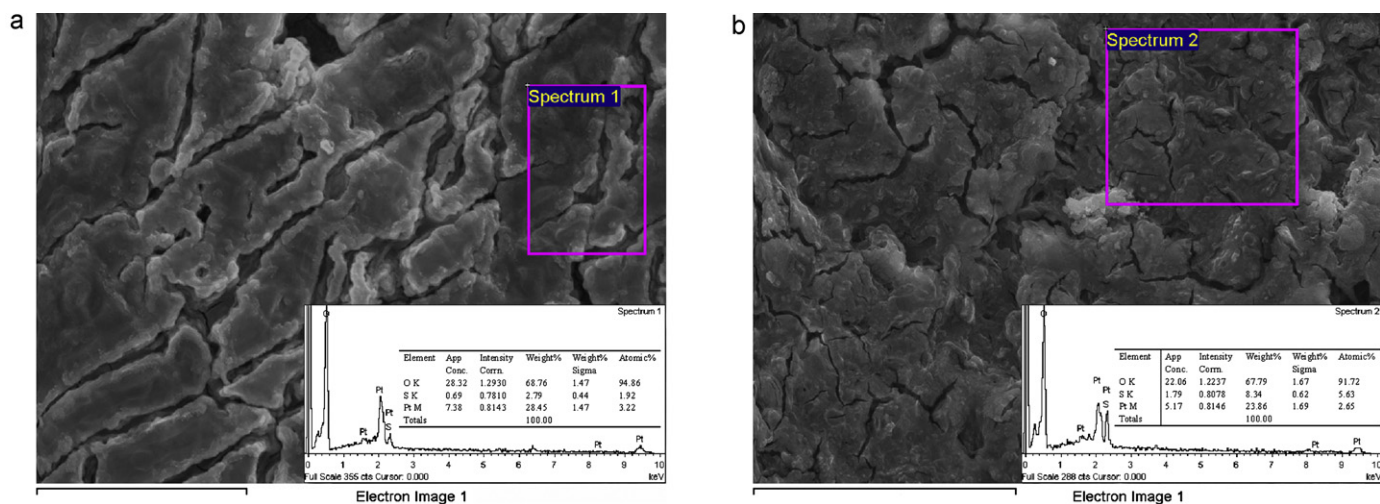 a
Spectrum 1
Spectrum 1
O
Pt
Pt
S
Pt
Pt
Pt
Element App Conc. Intensity Corrn. Weight% Weight% Sigma Atomic%
O K 28.32 1.2930 68.76 1.47 94.86
S K 0.69 0.7810 2.79 0.44 1.92
Pt M 7.38 0.8143 28.45 1.47 3.22
Totals 100.00
0 1 2 3 4 5 6 7 8 9 10
Full Scale 355 cts Cursor: 0.000 keV
Electron Image 1
b
Spectrum 2
Spectrum 2
O
Pt
Pt
S
Pt
Pt
Pt
Element App Conc. Intensity Corrn. Weight% Weight% Sigma Atomic%
O K 22.06 1.2237 67.79 1.67 91.72
S K 1.79 0.8078 8.34 0.62 5.63
Pt M 5.17 0.8146 23.86 1.69 2.65
Totals 100.00
0 1 2 3 4 5 6 7 8 9 10
Full Scale 288 cts Cursor: 0.000 keV
Electron Image 1